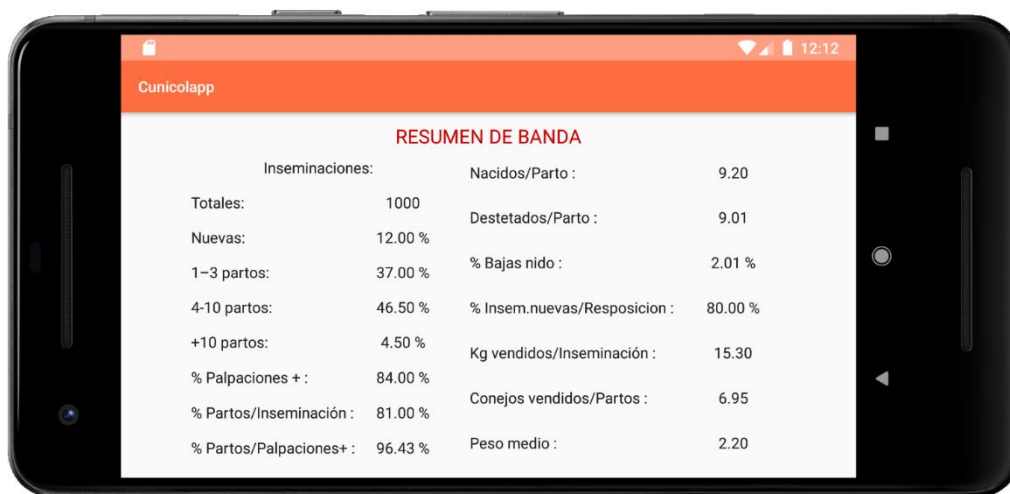 12:12
Cunicolapp
RESUMEN DE BANDA
Inseminaciones:
Totales: 1000
Nuevas: 12.00 %
1–3 partos: 37.00 %
4-10 partos: 46.50 %
+10 partos: 4.50 %
% Palpaciones + : 84.00 %
% Partos/Inseminación : 81.00 %
% Partos/Palpaciones+ : 96.43 %
Nacidos/Parto : 9.20
Destetados/Parto : 9.01
% Bajas nido : 2.01 %
% Insem.nuevas/Resposicion : 80.00 %
Kg vendidos/Inseminación : 15.30
Conejos vendidos/Partos : 6.95
Peso medio : 2.20